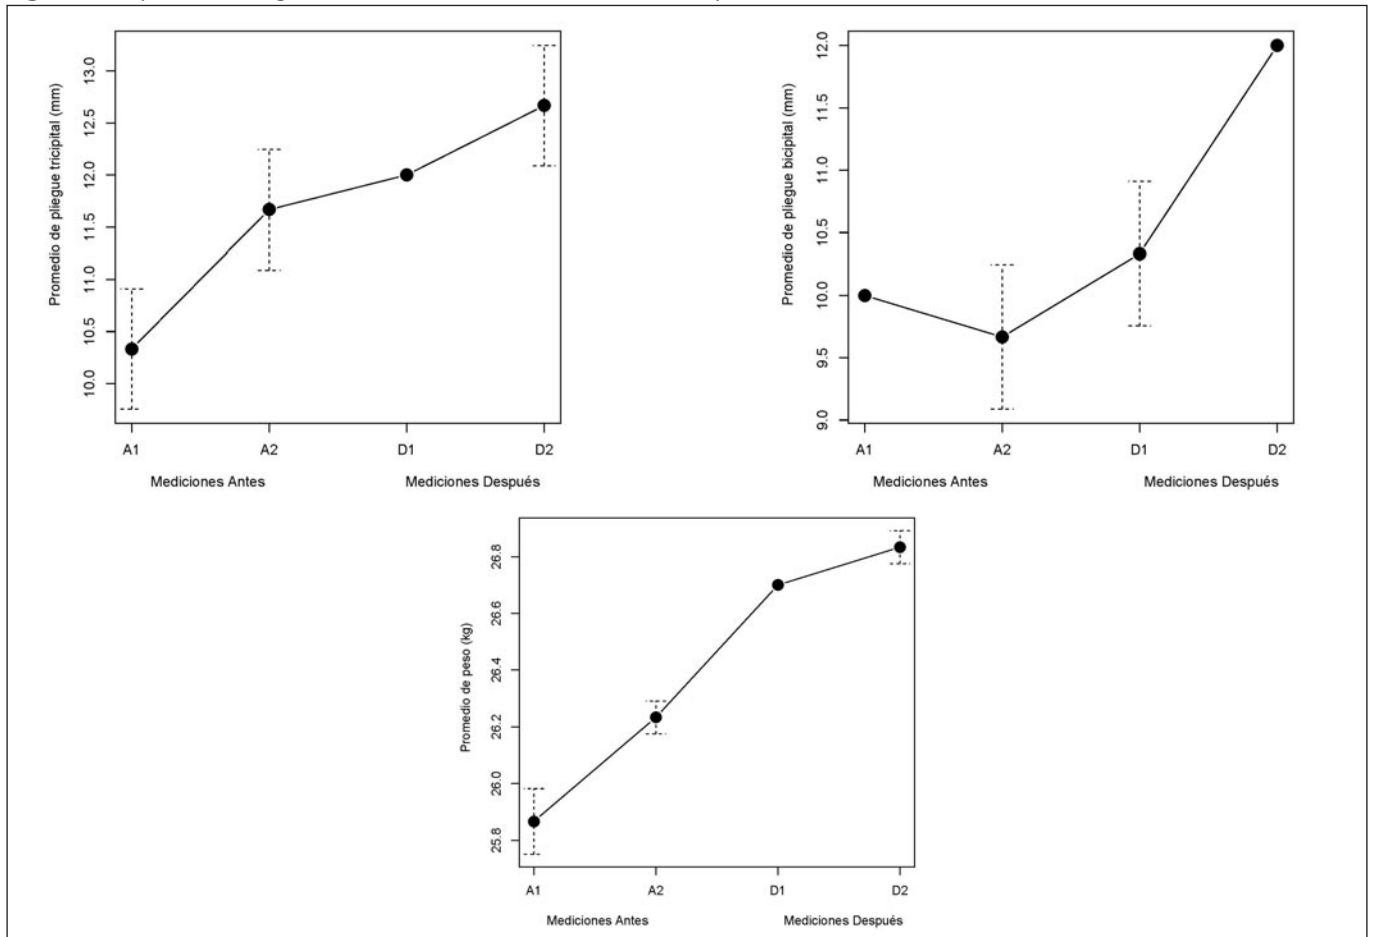 Promedio de pliegue tricipital (mm)
13.0
12.5
12.0
11.5
11.0
10.5
10.0
A1 A2 D1 D2
Mediciones Antes Mediciones Después
Promedio de pliegue bicipital (mm)
12.0
11.5
11.0
10.5
10.0
9.5
9.0
A1 A2 D1 D2
Mediciones Antes Mediciones Después
Promedio de peso (kg)
26.8
26.6
26.4
26.2
26.0
25.8
A1 A2 D1 D2
Mediciones Antes Mediciones Después